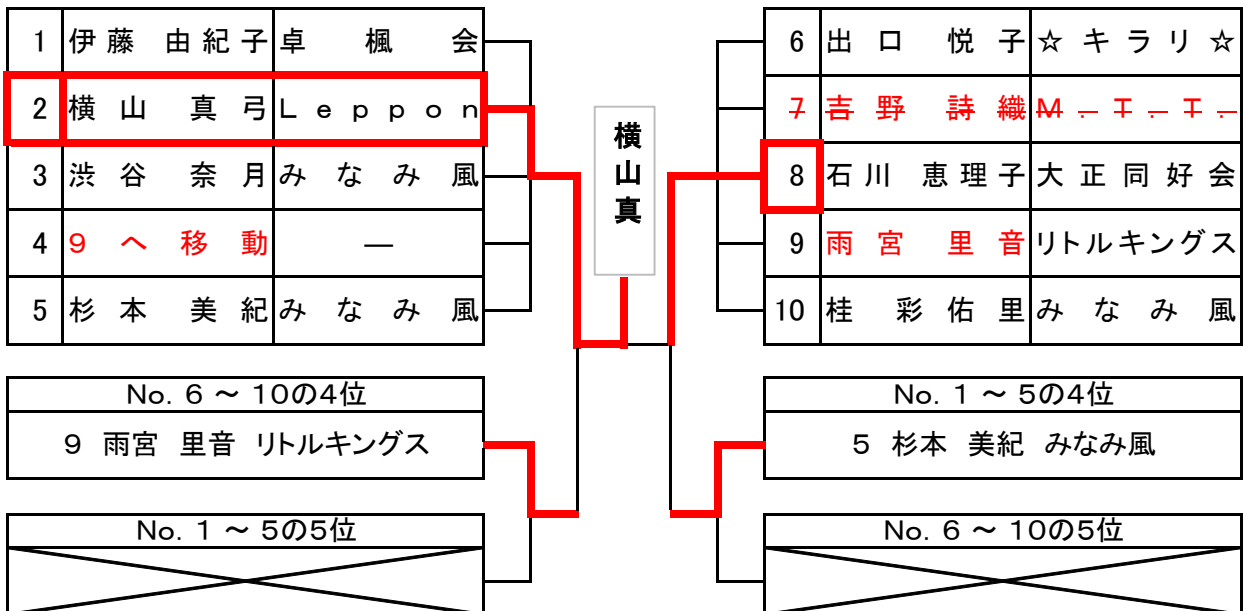 1 伊藤 由紀子 卓楓会
2 横山 真弓 Leppon
3 渋谷 奈月 みなみ風
4 9へ移動 ―
5 杉本 美紀 みなみ風
横山真
6 出口 悦子 ☆キラリ☆
7 吉野 詩織 M.T.T.
8 石川 恵理子 大正同好会
9 雨宮 里音 リトルキングス
10 桂 彩佑里 みなみ風
No. 6 ~ 10の4位
9 雨宮 里音 リトルキングス
No. 1 ~ 5の4位
5 杉本 美紀 みなみ風
No. 1 ~ 5の5位
No. 6 ~ 10の5位